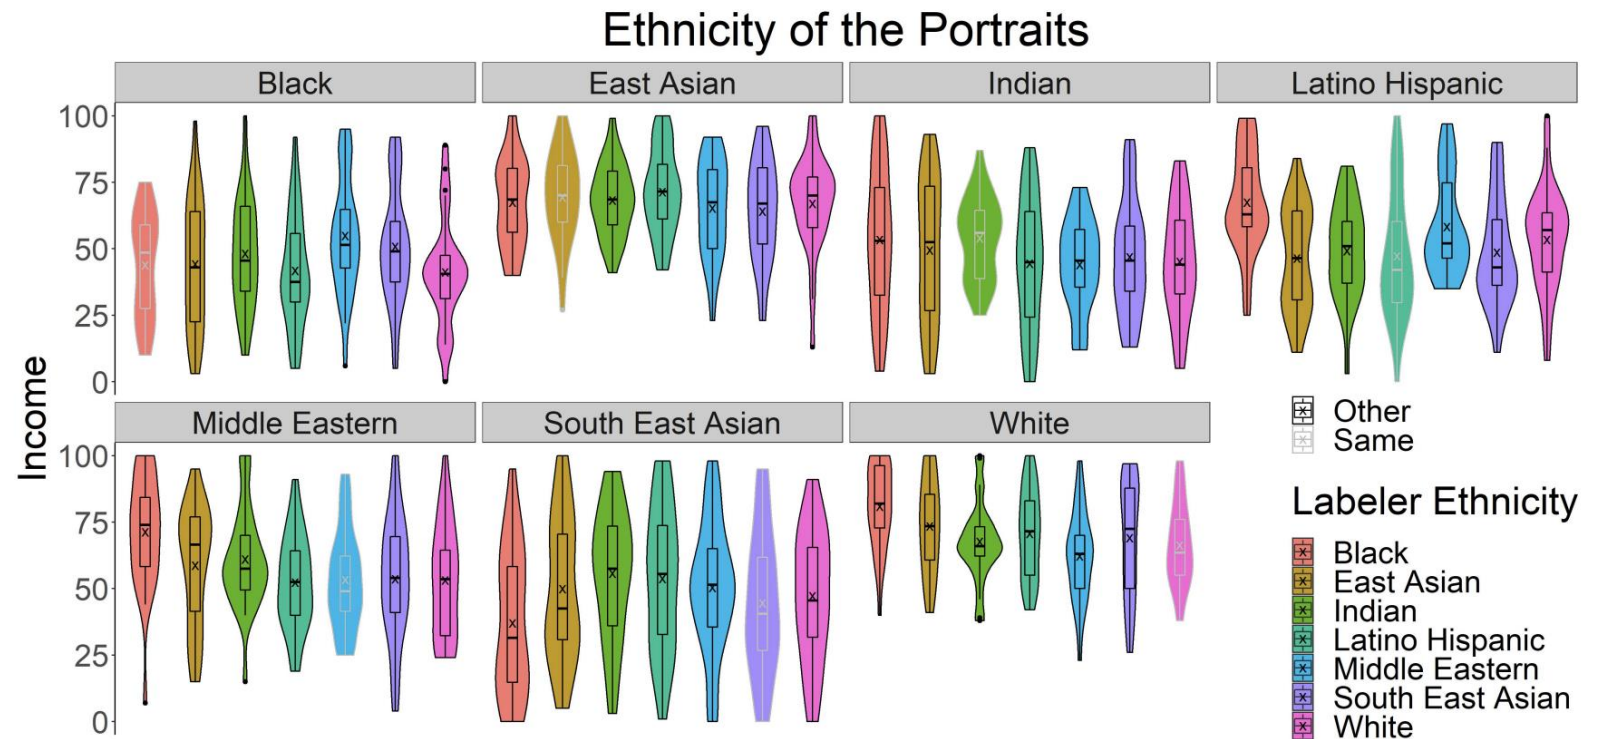 Ethnicity of the Portraits
Black East Asian Indian Latino Hispanic
100
75
50
25
0
Income
Middle Eastern South East Asian White
100
75
50
25
0
Other
Same
Labeler Ethnicity
Black
East Asian
Indian
Latino Hispanic
Middle Eastern
South East Asian
White